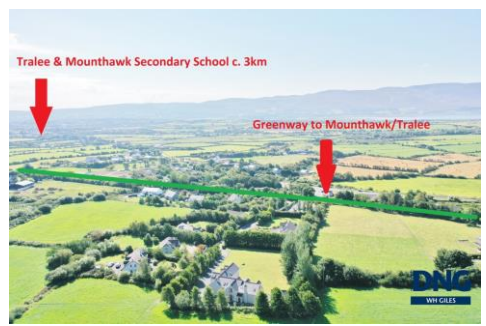 Tralee & Mounthawk Secondary School c. 3km
Greenway to Mounthawk/Tralee
DNG
WH GILES